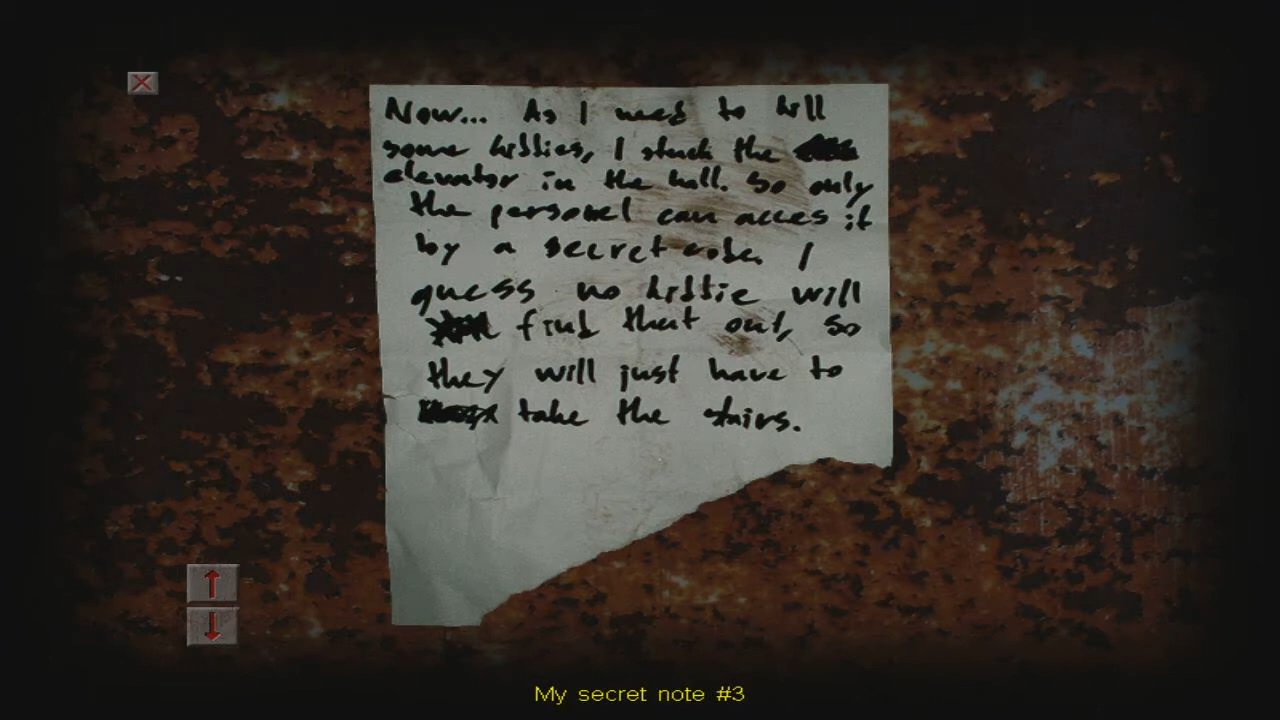 Now... As I need to kill
some kiddies, I stuck the
elevator in the hall. So only
the personel can acces it
by a secret code. I
guess no kiddie will
find that out, so
they will just have to
take the stairs.
My secret note #3